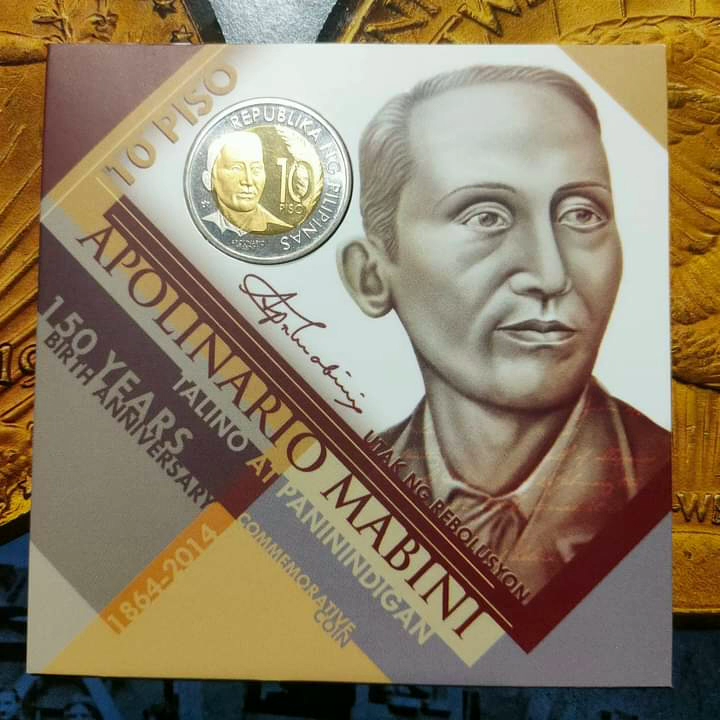 10 PISO
REPUBLIKA NG PILIPINAS
10
PISO
APOLINARIO MABINI
TALINO AT PANININDIGAN
UTAK NG REBOLUSYON
150 YEARS
BIRTH ANNIVERSARY
1864-2014
COMMEMORATIVE
COIN